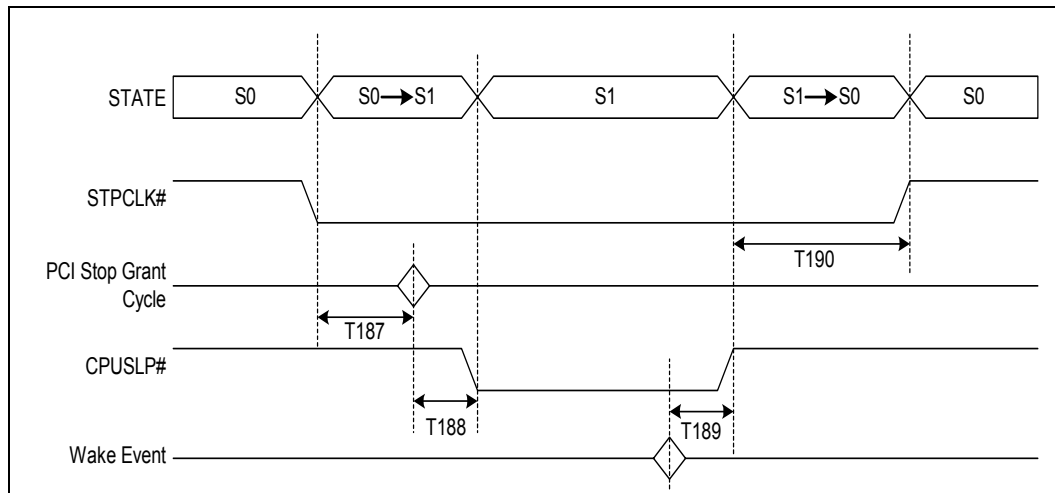 STATE S0 S0→S1 S1 S1→S0 S0
STPCLK#
T190
PCI Stop Grant
Cycle
T187
CPUSLP#
T188
T189
Wake Event